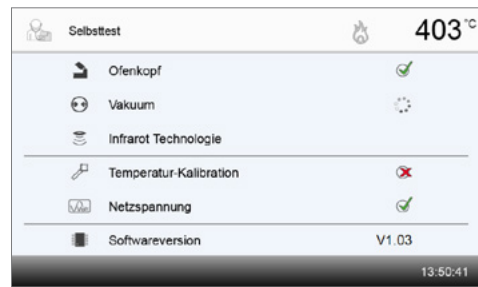 Selbsttest 403 °C
Ofenkopf
Vakuum
Infrarot Technologie
Temperatur-Kalibration
Netzspannung
Softwareversion V1.03
13:50:41